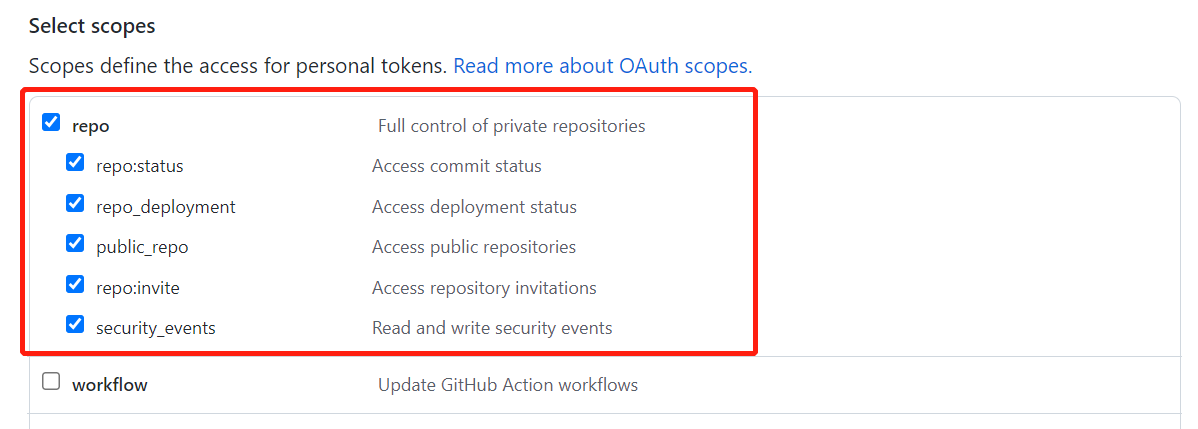 Select scopes
Scopes define the access for personal tokens. Read more about OAuth scopes.
repo Full control of private repositories
repo:status Access commit status
repo_deployment Access deployment status
public_repo Access public repositories
repo:invite Access repository invitations
security_events Read and write security events
workflow Update GitHub Action workflows